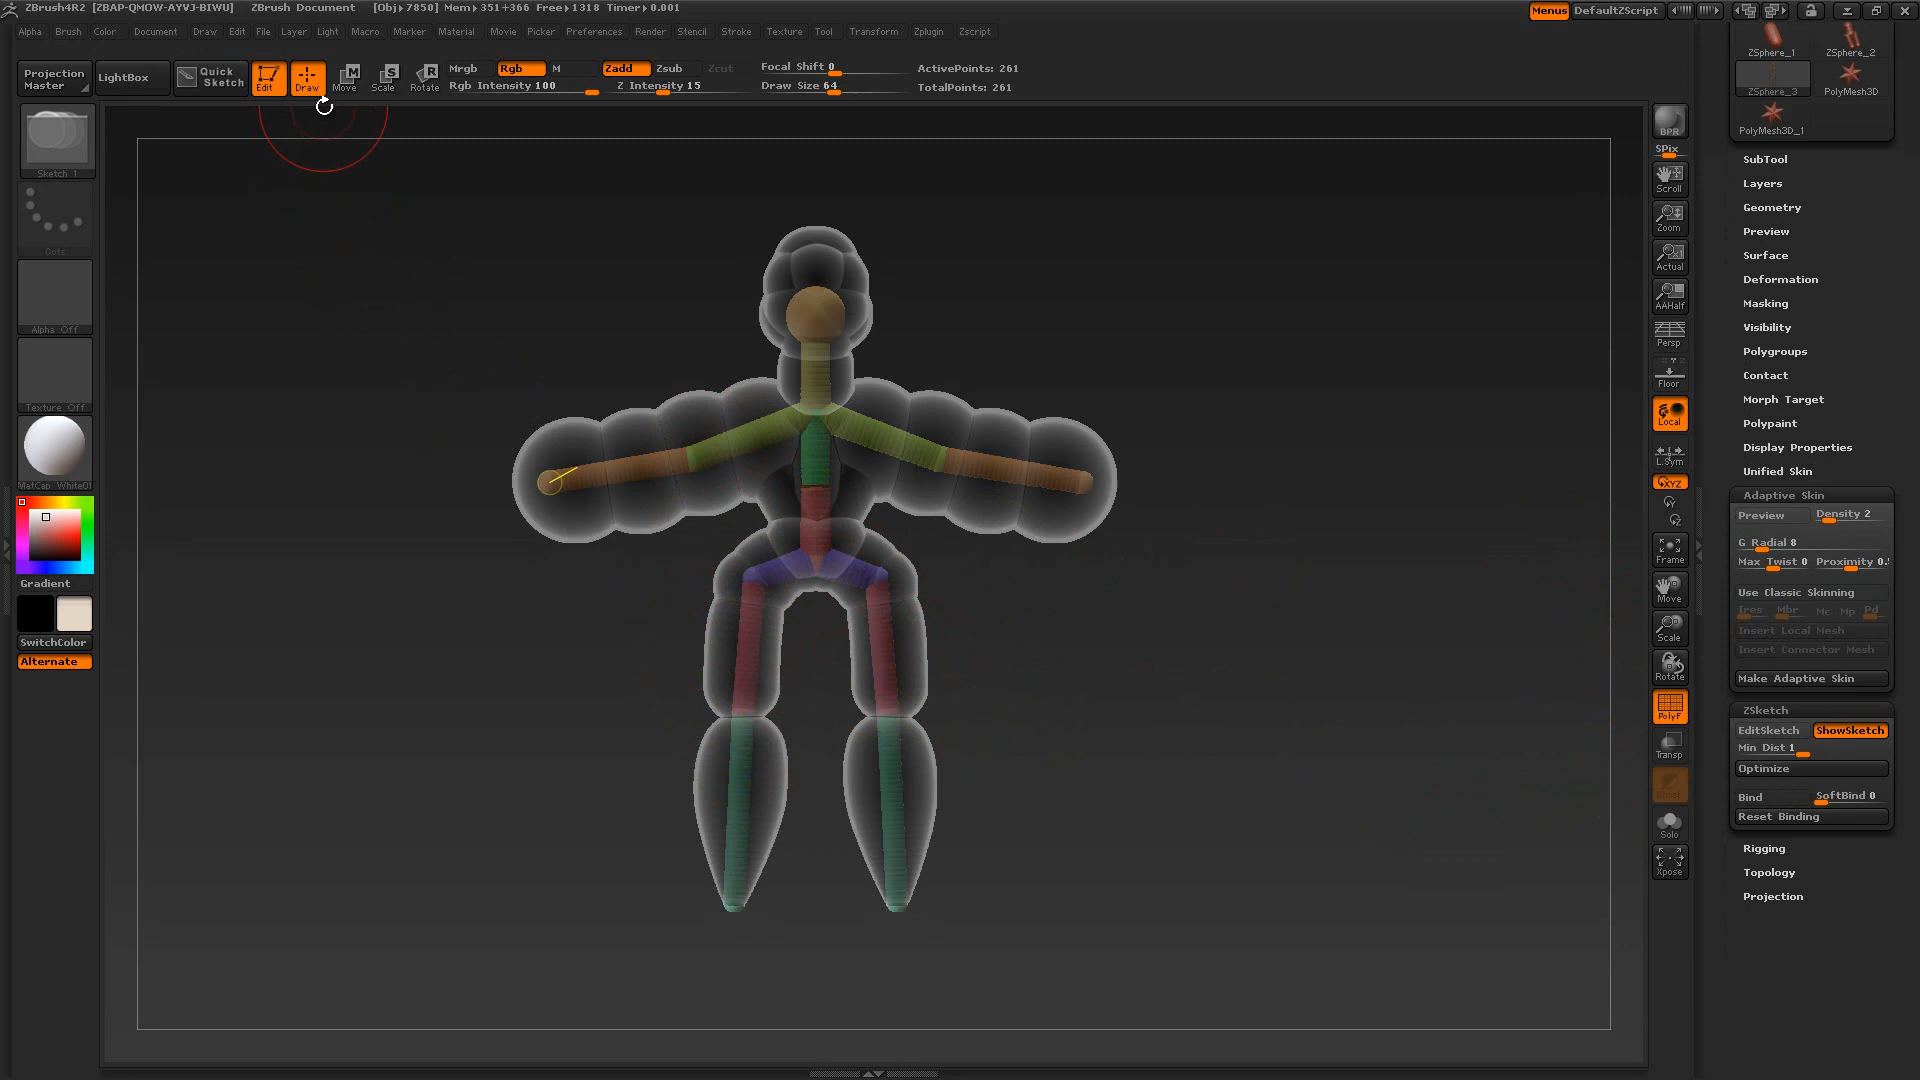 ZBrush4R2 [ZBAP-QMOW-AYVJ-BIWU] ZBrush Document [Obj▸7850] Mem▸351+366 Free▸1318 Timer▸0.001 Menus DefaultZScript
Alpha Brush Color Document Draw Edit File Layer Light Macro Marker Material Movie Picker Preferences Render Stencil Stroke Texture Tool Transform Zplugin Zscript
Projection Master
LightBox
Quick Sketch
Edit
Draw
Move
Scale
Rotate
Mrgb Rgb M Zadd Zsub Zcut
Rgb Intensity 100 Z Intensity 15
Focal Shift 0
Draw Size 64
ActivePoints: 261
TotalPoints: 261
Sketch 1
Dots
Alpha Off
Texture Off
MatCap White01
Gradient
SwitchColor
Alternate
BPR
SPix
Scroll
Zoom
Actual
AAHalf
Persp
Floor
Local
L.Sym
XYZ
Frame
Move
Scale
Rotate
PolyF
Transp
Solo
Xpose
ZSphere_1 ZSphere_2
ZSphere_3 PolyMesh3D
PolyMesh3D_1
SubTool
Layers
Geometry
Preview
Surface
Deformation
Masking
Visibility
Polygroups
Contact
Morph Target
Polypaint
Display Properties
Unified Skin
Adaptive Skin
Preview Density 2
G Radial 8
Max Twist 0 Proximity 0.
Use Classic Skinning
Ires Mbr Mc Mp Pd
Insert Local Mesh
Insert Connector Mesh
Make Adaptive Skin
ZSketch
EditSketch ShowSketch
Min Dist 1
Optimize
Bind SoftBind 0
Reset Binding
Rigging
Topology
Projection